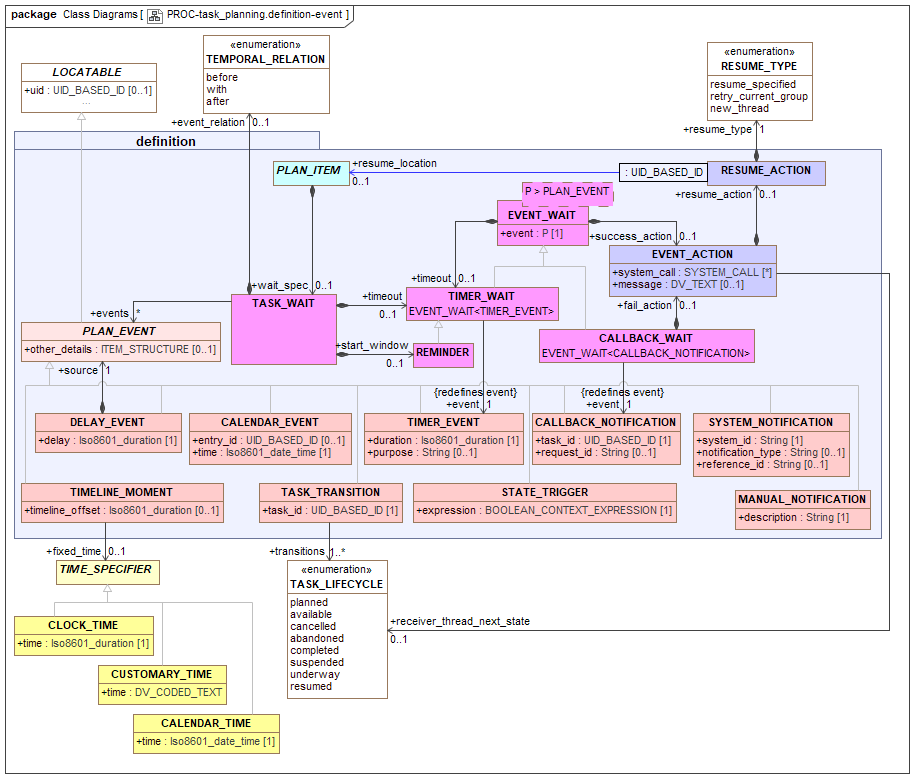 package Class Diagrams [ PROC-task_planning.definition-event ]
«enumeration»
TEMPORAL_RELATION
before
with
after
«enumeration»
RESUME_TYPE
resume_specified
retry_current_group
new_thread
LOCATABLE
+uid : UID_BASED_ID [0..1]
...
+event_relation 0..1
+resume_type 1
definition
PLAN_ITEM
+resume_location
0..1
: UID_BASED_ID
RESUME_ACTION
P > PLAN_EVENT
+resume_action 0..1
EVENT_WAIT
+event : P [1]
+success_action 0..1
EVENT_ACTION
+system_call : SYSTEM_CALL [*]
+message : DV_TEXT [0..1]
+wait_spec 0..1
+timeout 0..1
TASK_WAIT
+timeout
0..1
TIMER_WAIT
EVENT_WAIT<TIMER_EVENT>
+fail_action 0..1
+events *
PLAN_EVENT
+other_details : ITEM_STRUCTURE [0..1]
+start_window
0..1
REMINDER
CALLBACK_WAIT
EVENT_WAIT<CALLBACK_NOTIFICATION>
+source 1
{redefines event}
+event 1
{redefines event}
+event 1
DELAY_EVENT
+delay : Iso8601_duration [1]
CALENDAR_EVENT
+entry_id : UID_BASED_ID [0..1]
+time : Iso8601_date_time [1]
TIMER_EVENT
+duration : Iso8601_duration [1]
+purpose : String [0..1]
CALLBACK_NOTIFICATION
+task_id : UID_BASED_ID [1]
+request_id : String [0..1]
SYSTEM_NOTIFICATION
+system_id : String [1]
+notification_type : String [0..1]
+reference_id : String [0..1]
TIMELINE_MOMENT
+timeline_offset : Iso8601_duration [0..1]
TASK_TRANSITION
+task_id : UID_BASED_ID [1]
STATE_TRIGGER
+expression : BOOLEAN_CONTEXT_EXPRESSION [1]
MANUAL_NOTIFICATION
+description : String [1]
+fixed_time 0..1
+transitions 1..*
TIME_SPECIFIER
«enumeration»
TASK_LIFECYCLE
planned
available
cancelled
abandoned
completed
suspended
underway
resumed
+receiver_thread_next_state
0..1
CLOCK_TIME
+time : Iso8601_duration [1]
CUSTOMARY_TIME
+time : DV_CODED_TEXT
CALENDAR_TIME
+time : Iso8601_date_time [1]